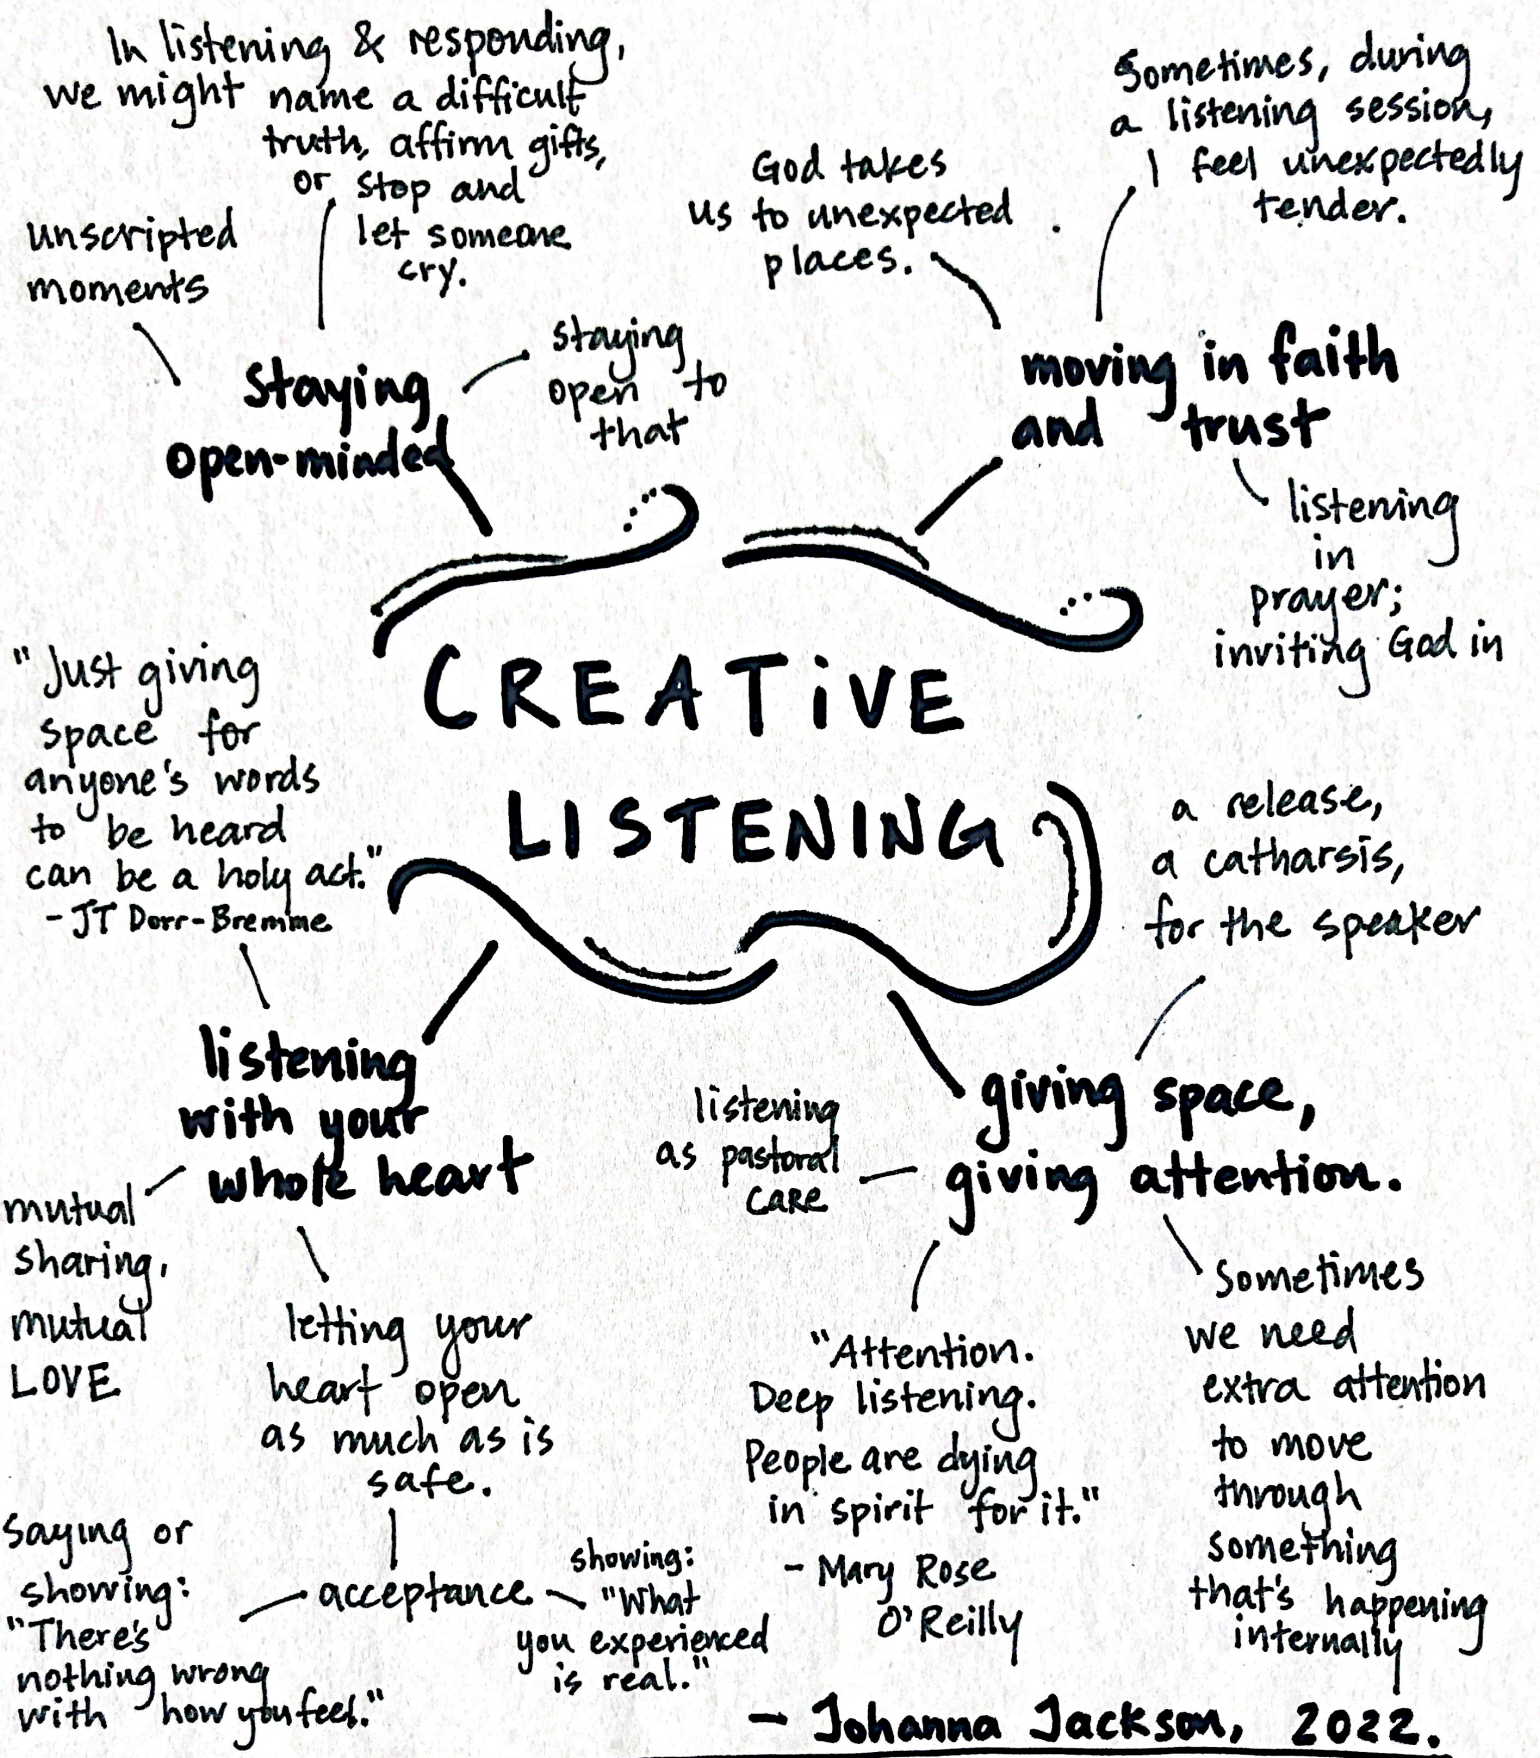 In listening & responding,
we might name a difficult
truth, affirm gifts,
or stop and
let someone
cry.
unscripted
moments
staying
open-minded
staying
open to
that
God takes
us to unexpected
places.
Sometimes, during
a listening session,
I feel unexpectedly
tender.
moving in faith
and trust
listening
in
prayer;
inviting God in
CREATiVE
LISTENING
"Just giving
space for
anyone's words
to be heard
can be a holy act."
- JT Dorr-Bremme
listening
with your
whole heart
mutual
sharing,
mutual
LOVE
letting your
heart open
as much as is
safe.
acceptance
saying or
showing:
"There's
nothing wrong
with how you feel."
showing:
"What
you experienced
is real."
a release,
a catharsis,
for the speaker
giving space,
giving attention.
listening
as pastoral
care
"Attention.
Deep listening.
People are dying
in spirit for it."
- Mary Rose
O'Reilly
Sometimes
we need
extra attention
to move
through
something
that's happening
internally
- Johanna Jackson, 2022.